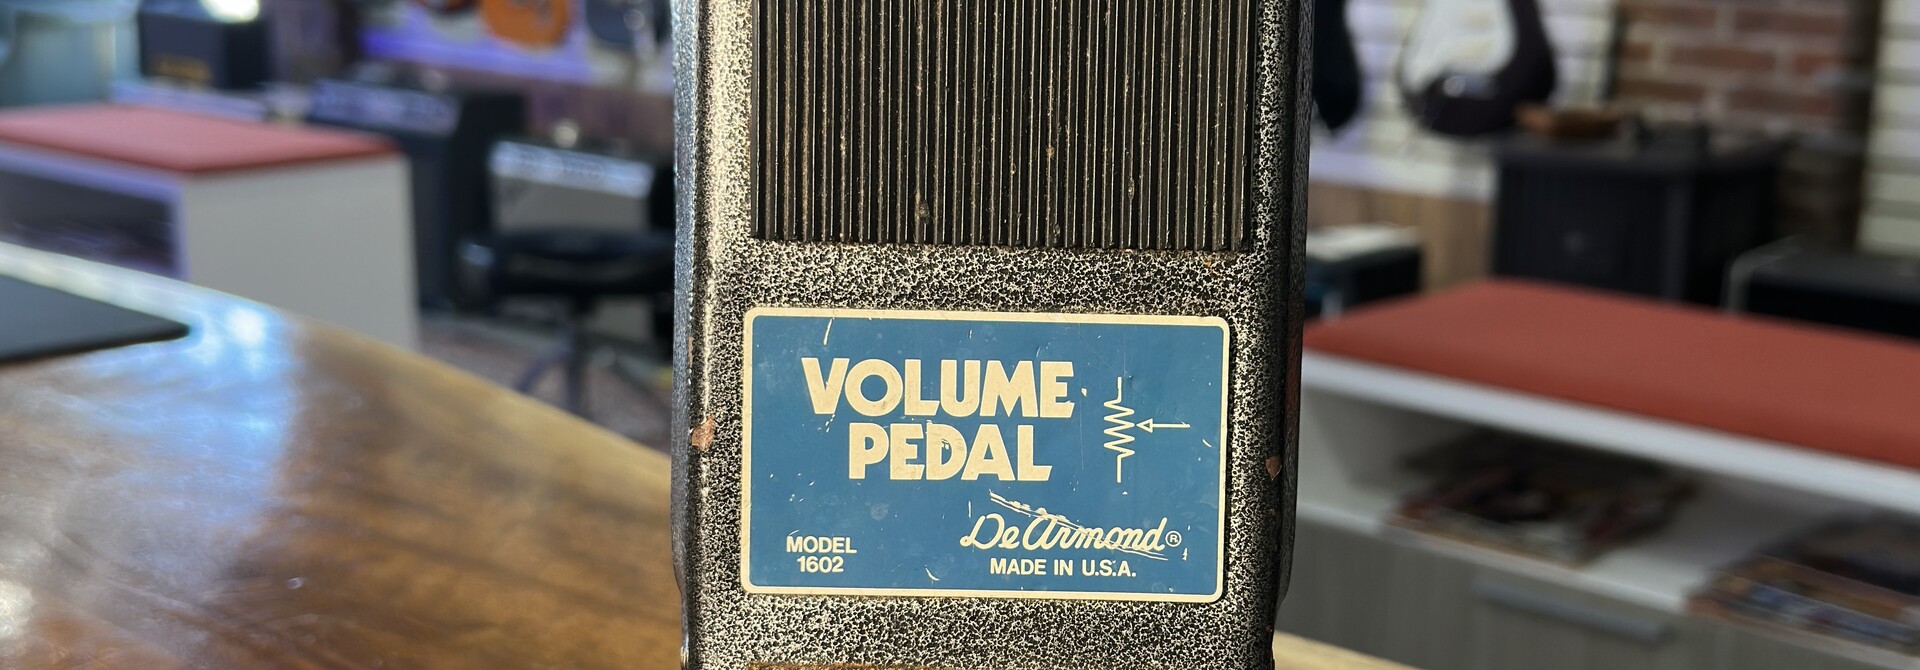 VOLUME
PEDAL
DeArmond®
MODEL
1602
MADE IN U.S.A.